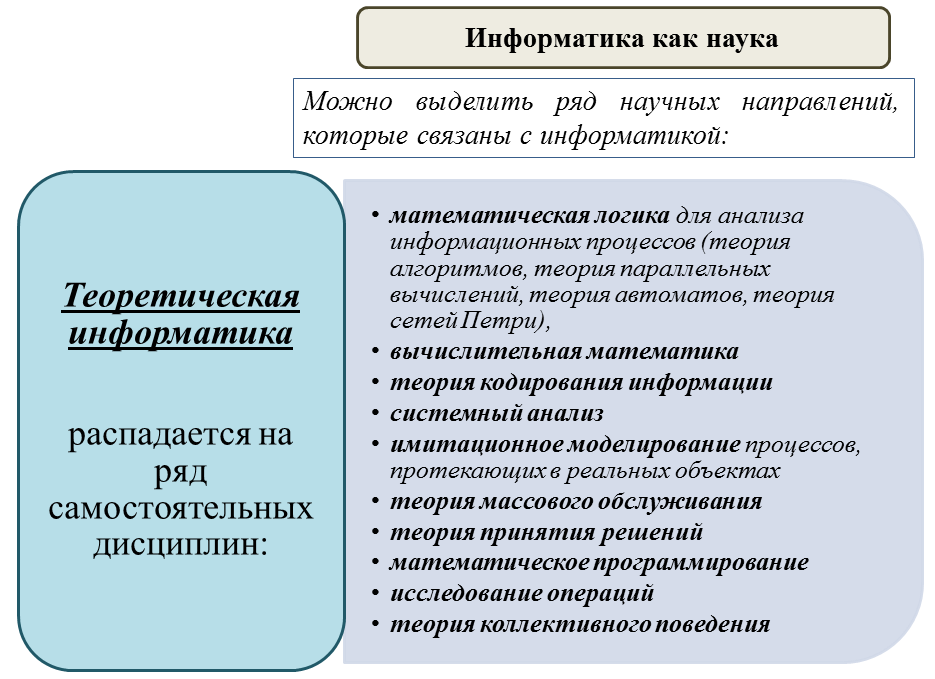 Информатика как наука
Можно выделить ряд научных направлений,
которые связаны с информатикой:
Теоретическая
информатика
распадается на
ряд
самостоятельных
дисциплин:
• математическая логика для анализа
информационных процессов (теория
алгоритмов, теория параллельных
вычислений, теория автоматов, теория
сетей Петри),
• вычислительная математика
• теория кодирования информации
• системный анализ
• имитационное моделирование процессов,
протекающих в реальных объектах
• теория массового обслуживания
• теория принятия решений
• математическое программирование
• исследование операций
• теория коллективного поведения